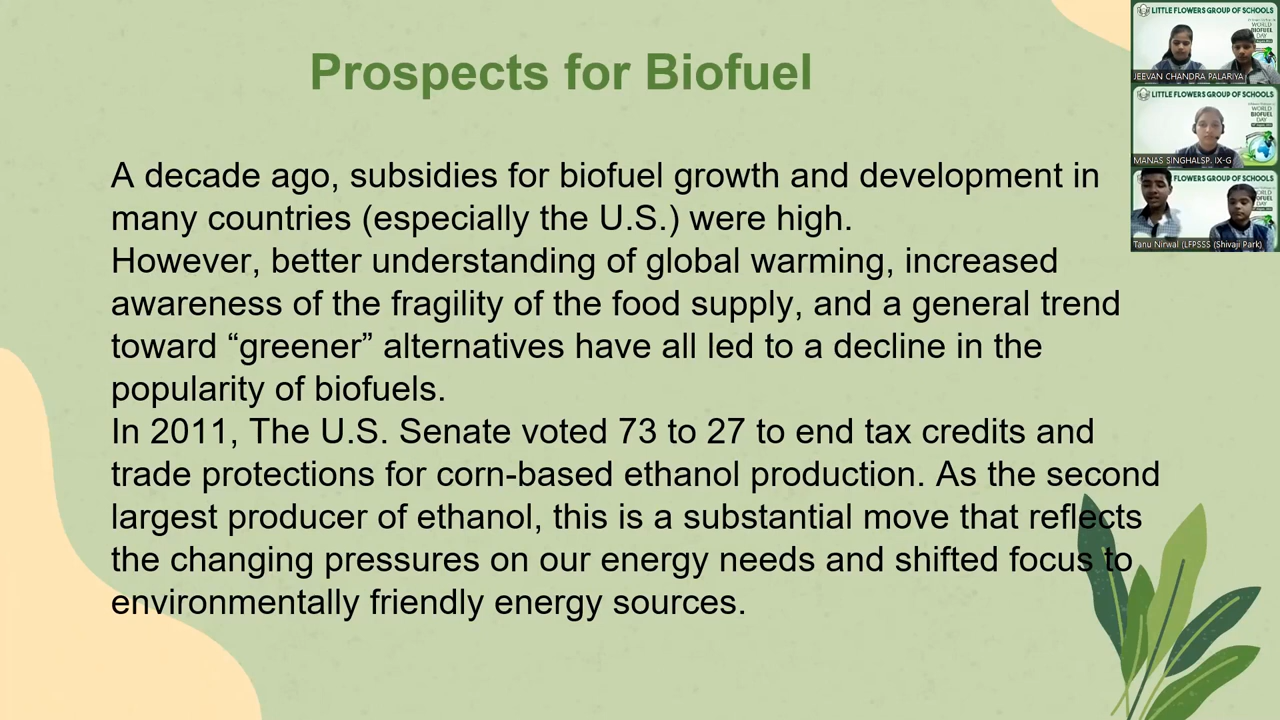 Prospects for Biofuel
A decade ago, subsidies for biofuel growth and development in
many countries (especially the U.S.) were high.
However, better understanding of global warming, increased
awareness of the fragility of the food supply, and a general trend
toward “greener” alternatives have all led to a decline in the
popularity of biofuels.
In 2011, The U.S. Senate voted 73 to 27 to end tax credits and
trade protections for corn-based ethanol production. As the second
largest producer of ethanol, this is a substantial move that reflects
the changing pressures on our energy needs and shifted focus to
environmentally friendly energy sources.
LITTLE FLOWERS GROUP OF SCHOOLS
WORLD
BIOFUEL
DAY
JEEVAN CHANDRA PALARIYA
LITTLE FLOWERS GROUP OF SCHOOLS
WORLD
BIOFUEL
DAY
MANAS SINGHALSP. IX-G
FLOWERS GROUP OF SCHOOLS
WORLD
BIOFUEL
DAY
Tanu Nirwal (LFPSSS (Shivaji Park)